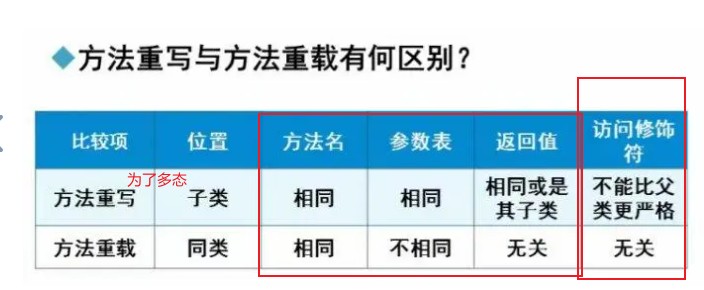 ◆方法重写与方法重载有何区别?
比较项 位置 方法名 参数表 返回值 访问修饰符
为了多态
方法重写 子类 相同 相同 相同或是其子类 不能比父类更严格
方法重载 同类 相同 不相同 无关 无关